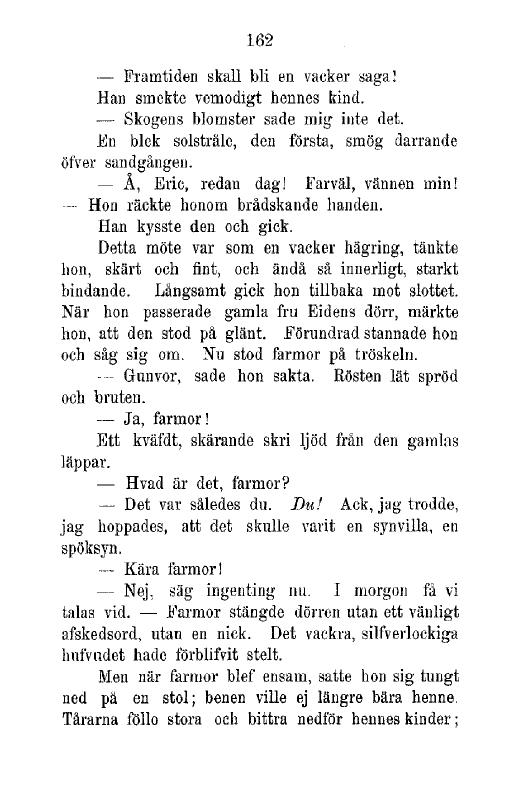 162
— Framtiden skall bli en vacker saga!
Han smekte vemodigt hennes kind.
— Skogens blomster sade mig inte det.
En blek solstråle, den första, smög darrande
öfver sandgången.
— Å, Eric, redan dag! Farväl, vännen min!
— Hon räckte honom brådskande handen.
Han kysste den och gick.
Detta möte var som en vacker hägring, tänkte
hon, skärt och fint, och ändå så innerligt, starkt
bindande. Långsamt gick hon tillbaka mot slottet.
När hon passerade gamla fru Eidens dörr, märkte
hon, att den stod på glänt. Förundrad stannade hon
och såg sig om. Nu stod farmor på tröskeln.
— Gunvor, sade hon sakta. Rösten lät spröd
och bruten.
— Ja, farmor!
Ett kväfdt, skärande skri ljöd från den gamlas
läppar.
— Hvad är det, farmor?
— Det var således du. Du! Ack, jag trodde,
jag hoppades, att det skulle varit en synvilla, en
spöksyn.
— Kära farmor!
— Nej, säg ingenting nu. I morgon få vi
talas vid. — Farmor stängde dörren utan ett vänligt
afskedsord, utan en nick. Det vackra, silfverlockiga
hufvudet hade förblifvit stelt.
Men när farmor blef ensam, satte hon sig tungt
ned på en stol; benen ville ej längre bära henne.
Tårarna föllo stora och bittra nedför hennes kinder;